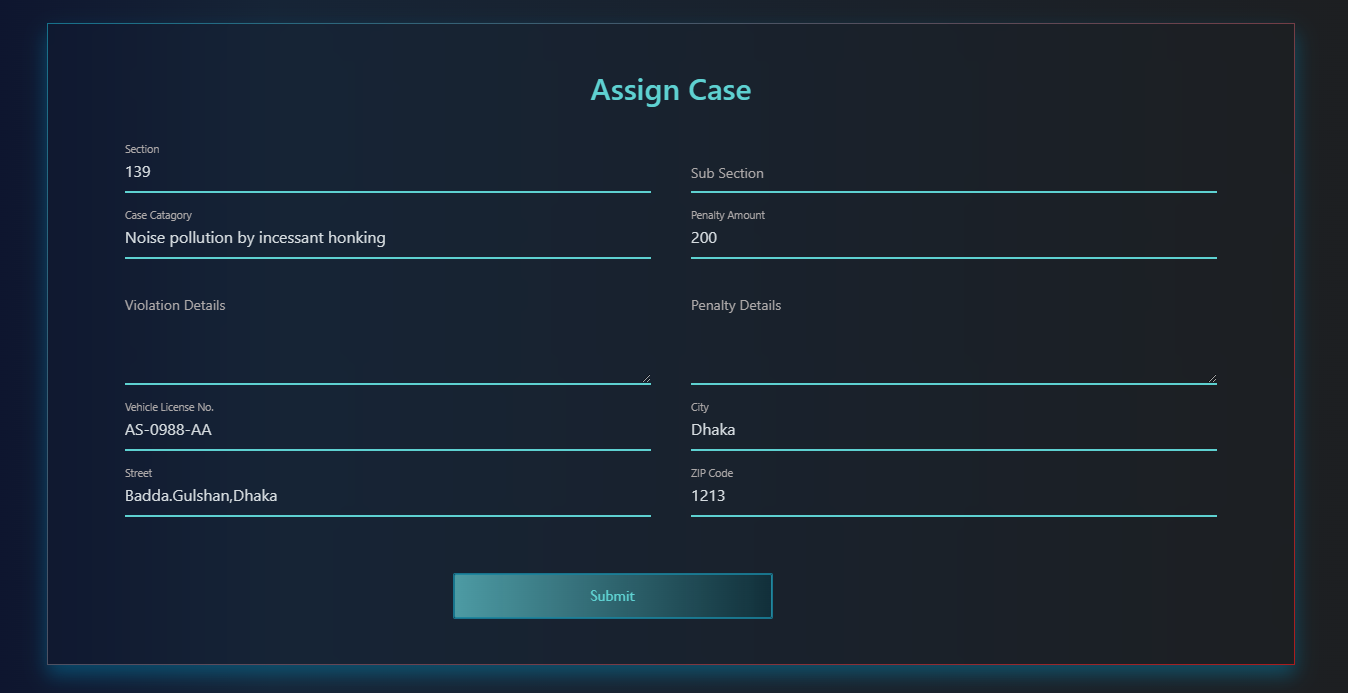 Assign Case
Section
139
Sub Section
Case Catagory
Noise pollution by incessant honking
Penalty Amount
200
Violation Details
Penalty Details
Vehicle License No.
AS-0988-AA
City
Dhaka
Street
Badda.Gulshan,Dhaka
ZIP Code
1213
Submit